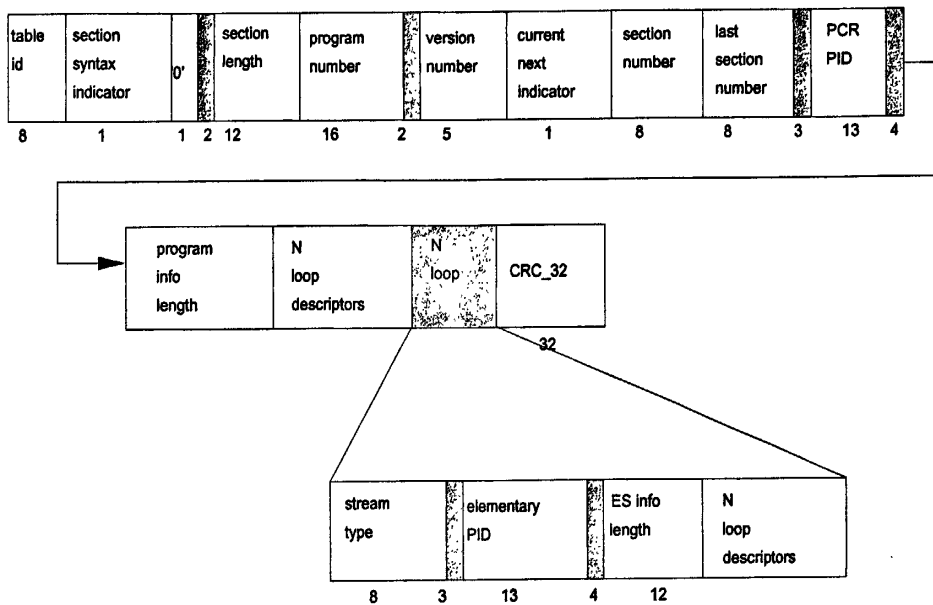 table
id
section
syntax
indicator
0'
section
length
program
number
version
number
current
next
indicator
section
number
last
section
number
PCR
PID
8
1
1
2
12
16
2
5
1
8
8
3
13
4
program
info
length
N
loop
descriptors
N
loop
CRC_32
32
stream
type
elementary
PID
ES info
length
N
loop
descriptors
8
3
13
4
12